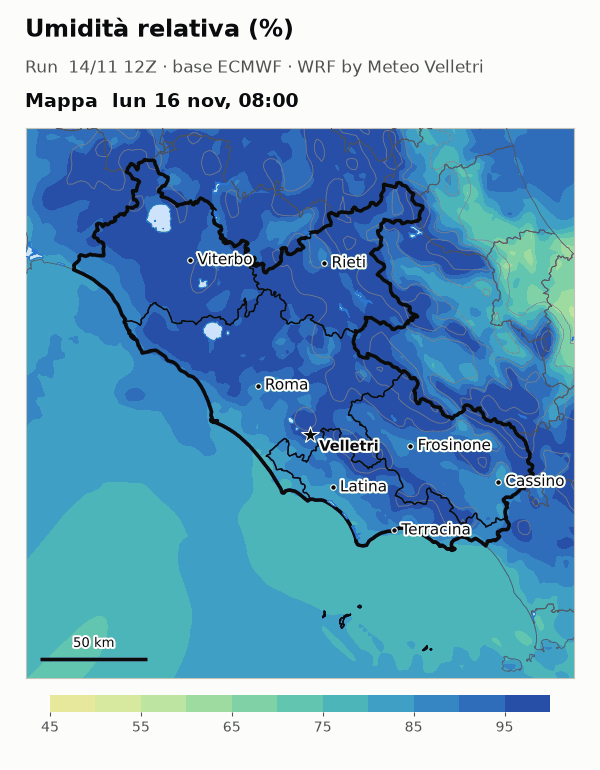 Umidità relativa (%)
Run  14/11 12Z · base ECMWF · WRF by Meteo Velletri
Mappa  lun 16 nov, 08:00
Viterbo
Rieti
Roma
Velletri
Frosinone
Cassino
Latina
Terracina
50 km
45 55 65 75 85 95